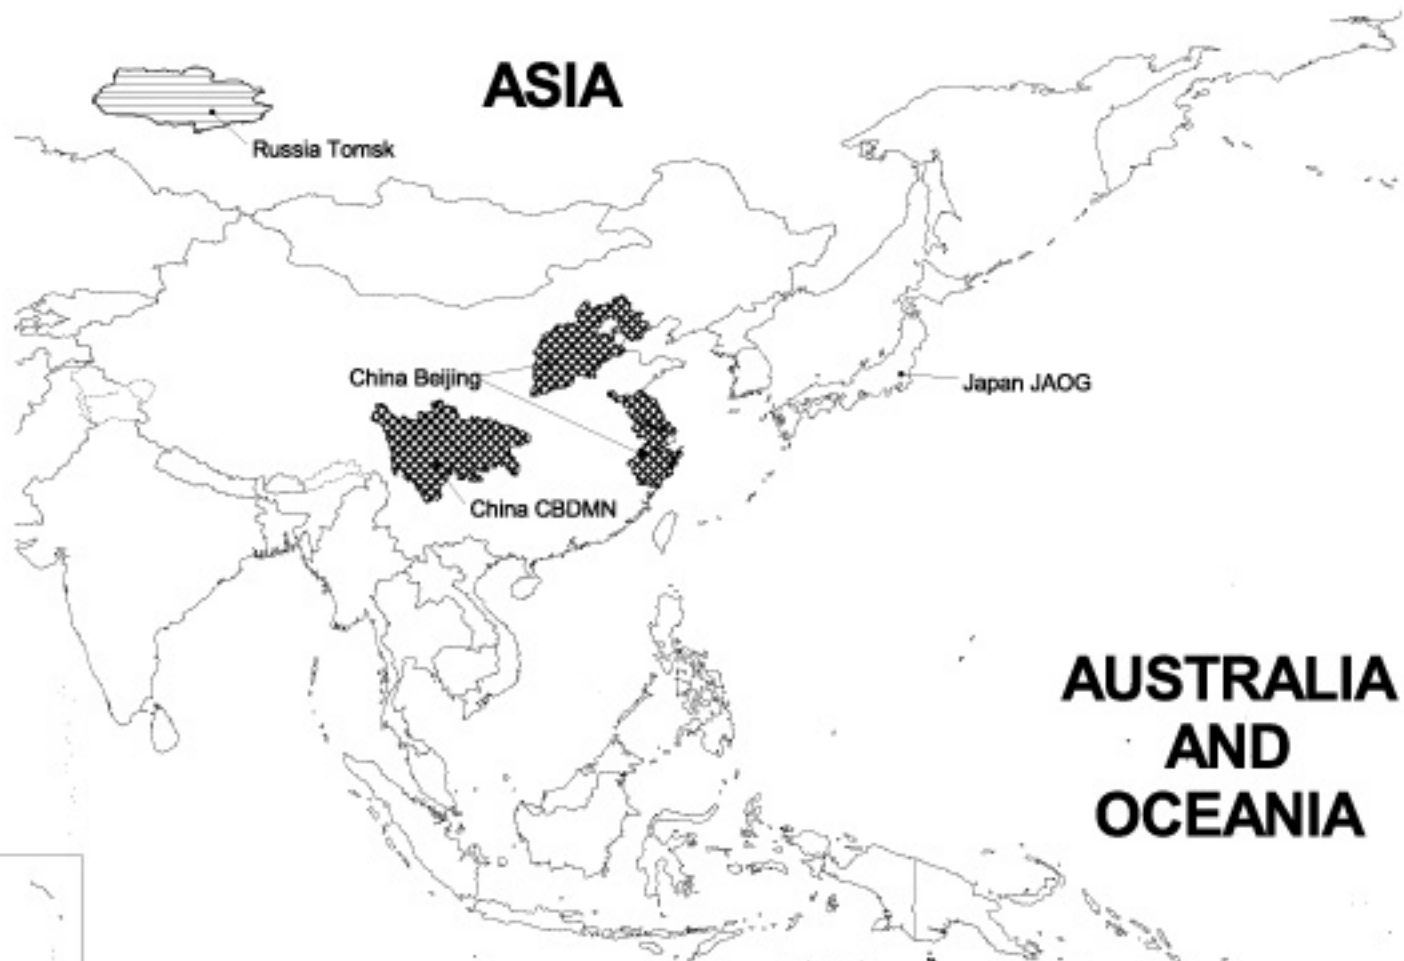 ASIA
Russia Tomsk
China Beijing
Japan JAOG
China CBDMN
AUSTRALIA
AND
OCEANIA